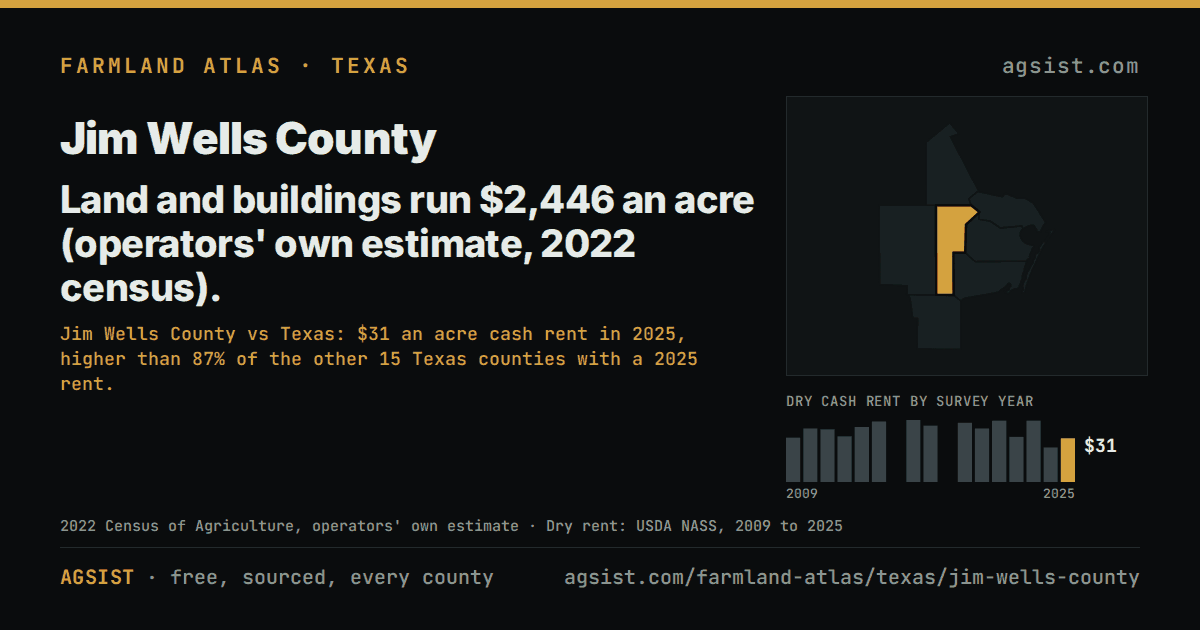 FARMLAND ATLAS · TEXAS
agsist.com
Jim Wells County
Land and buildings run $2,446 an acre
(operators' own estimate, 2022
census).
Jim Wells County vs Texas: $31 an acre cash rent in 2025,
higher than 87% of the other 15 Texas counties with a 2025
rent.
DRY CASH RENT BY SURVEY YEAR
$31
2009 2025
2022 Census of Agriculture, operators' own estimate · Dry rent: USDA NASS, 2009 to 2025
AGSIST · free, sourced, every county
agsist.com/farmland-atlas/texas/jim-wells-county